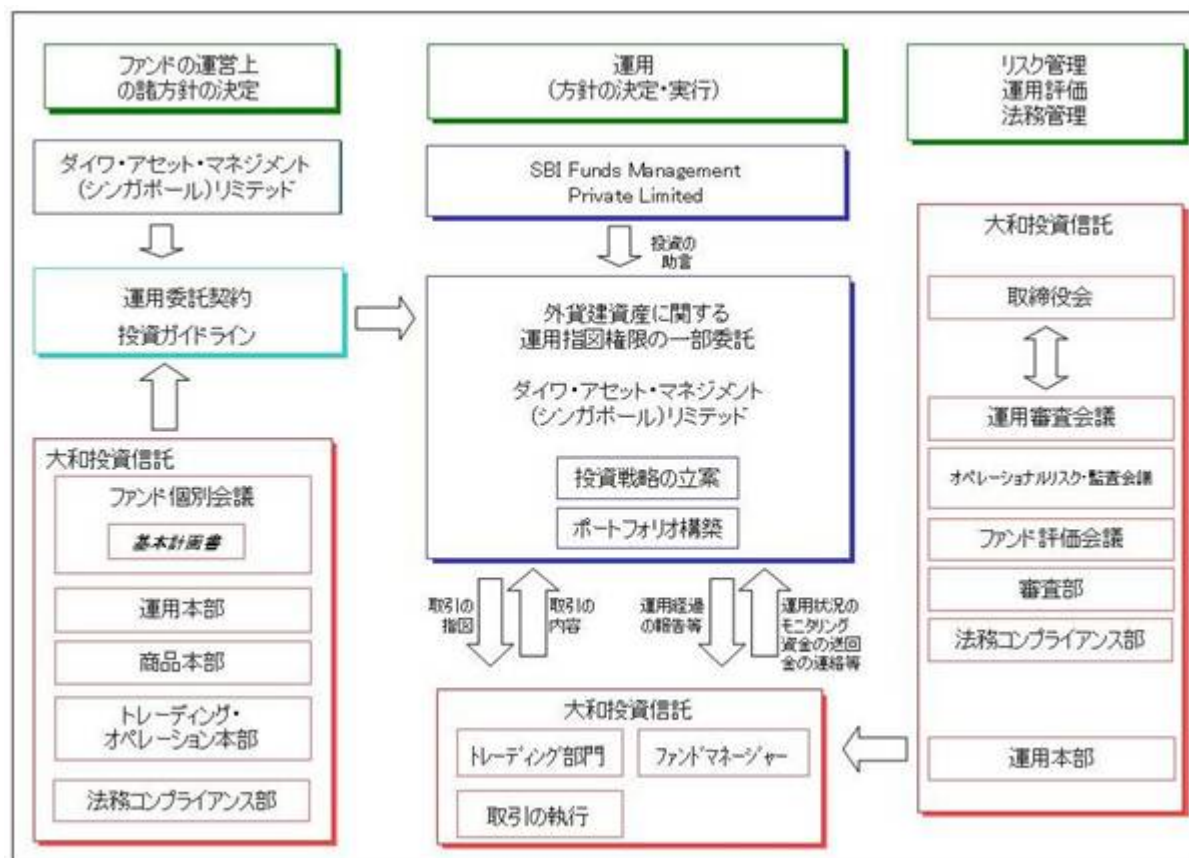 ファンドの運営上
の諸方針の決定
ダイワ・アセット・マネジメント
(シンガポール)リミテッド
運用委託契約
投資ガイドライン
大和投資信託
ファンド個別会議
基本計画書
運用本部
商品本部
トレーディング・
オペレーション本部
法務コンプライアンス部
運用
(方針の決定・実行)
SBI Funds Management
Private Limited
投資の
助言
外貨建資産に関する
運用指図権限の一部委託
ダイワ・アセット・マネジメント
(シンガポール)リミテッド
投資戦略の立案
ポートフォリオ構築
取引の
指図
取引の
内容
運用経過
の報告等
運用状況の
モニタリング
資金の送回
金の連絡等
大和投資信託
トレーディング部門
ファンドマネージャー
取引の執行
リスク管理
運用評価
法務管理
大和投資信託
取締役会
運用審査会議
オペレーショナルリスク・監査会議
ファンド評価会議
審査部
法務コンプライアンス部
運用本部